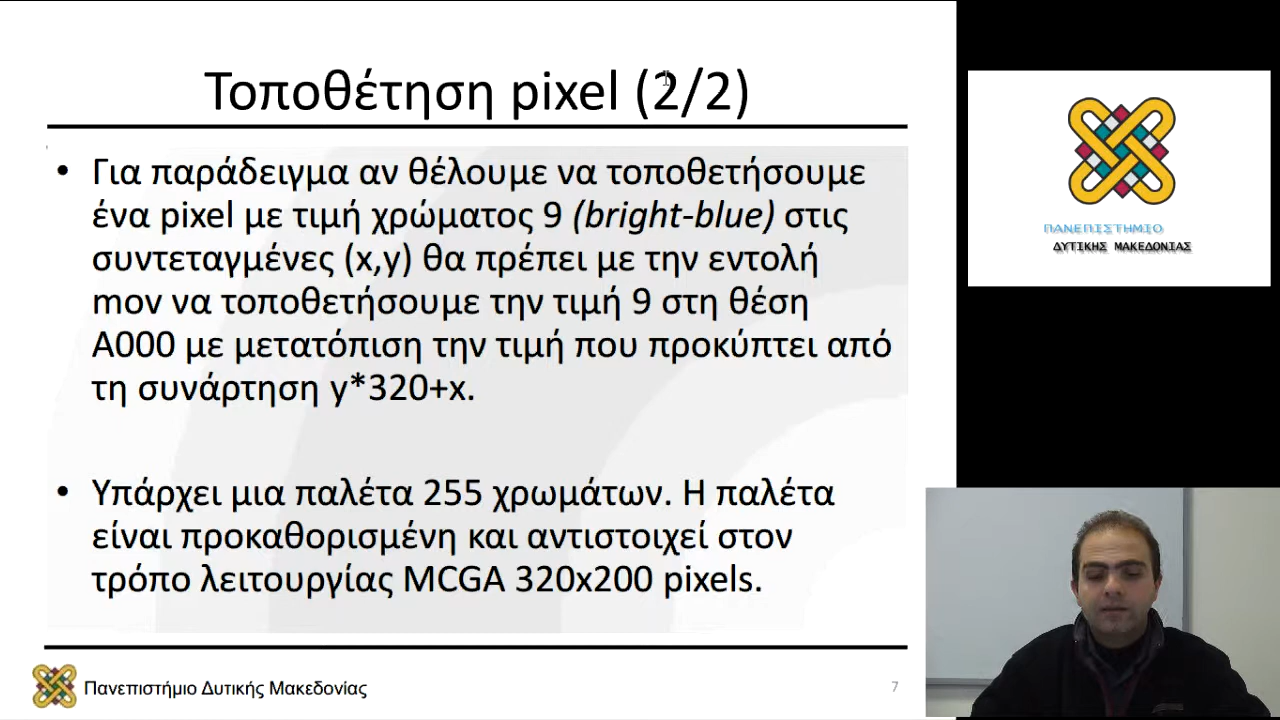 Τοποθέτηση pixel (2/2)
• Για παράδειγμα αν θέλουμε να τοποθετήσουμε
ένα pixel με τιμή χρώματος 9 (bright-blue) στις
συντεταγμένες (x,y) θα πρέπει με την εντολή
mov να τοποθετήσουμε την τιμή 9 στη θέση
Α000 με μετατόπιση την τιμή που προκύπτει από
τη συνάρτηση y*320+x.
• Υπάρχει μια παλέτα 255 χρωμάτων. Η παλέτα
είναι προκαθορισμένη και αντιστοιχεί στον
τρόπο λειτουργίας MCGA 320x200 pixels.
Πανεπιστήμιο Δυτικής Μακεδονίας
7
ΠΑΝΕΠΙΣΤΗΜΙΟ
ΔΥΤΙΚΗΣ ΜΑΚΕΔΟΝΙΑΣ